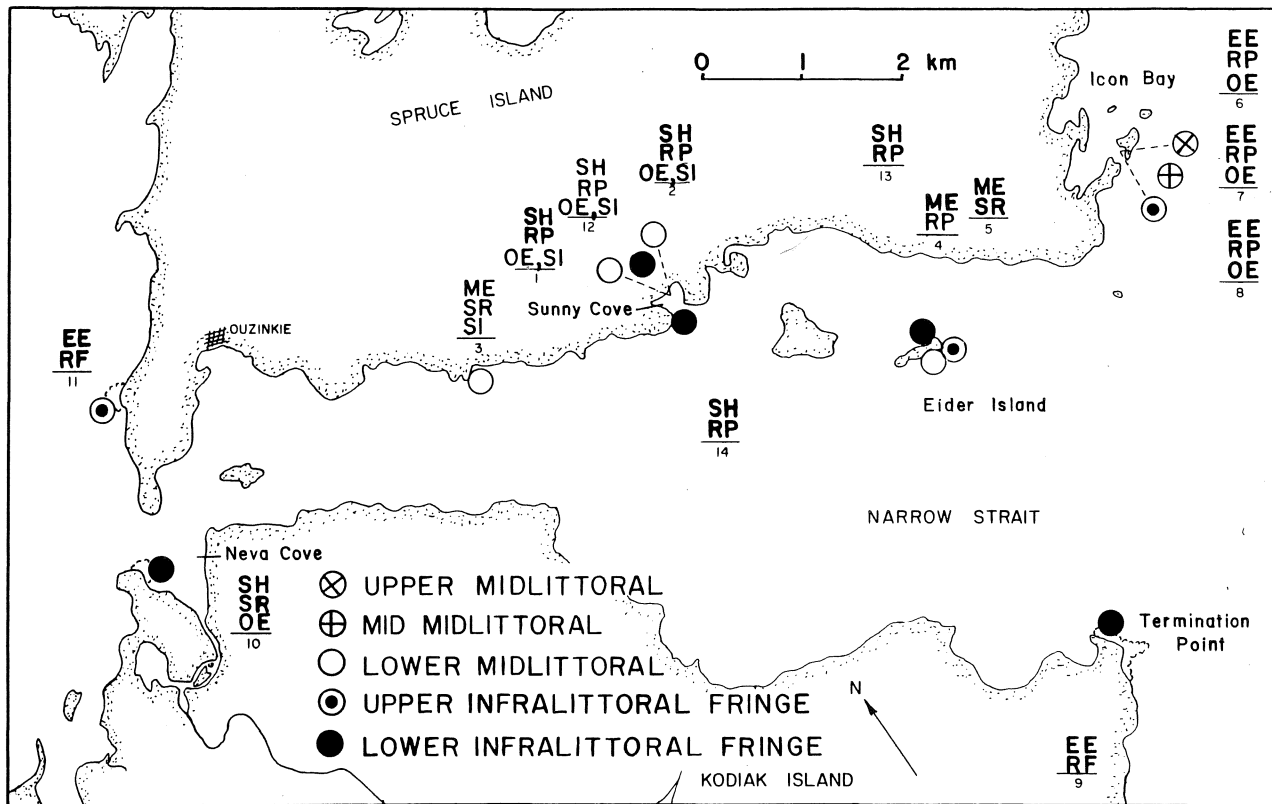 0 1 2 km
SPRUCE ISLAND
Icon Bay
EE
RP
OE
6
EE
RP
OE
7
EE
RP
OE
8
SH
RP
OE,SI
2
SH
RP
13
SH
RP
OE,SI
12
ME
RP
4
ME
SR
5
SH
RP
OE,SI
1
ME
SR
SI
3
Sunny Cove
OUZINKIE
EE
RF
11
Eider Island
SH
RP
14
NARROW STRAIT
Neva Cove
SH
SR
OE
10
UPPER MIDLITTORAL
MID MIDLITTORAL
LOWER MIDLITTORAL
UPPER INFRALITTORAL FRINGE
LOWER INFRALITTORAL FRINGE
Termination
Point
N
EE
RF
9
KODIAK ISLAND